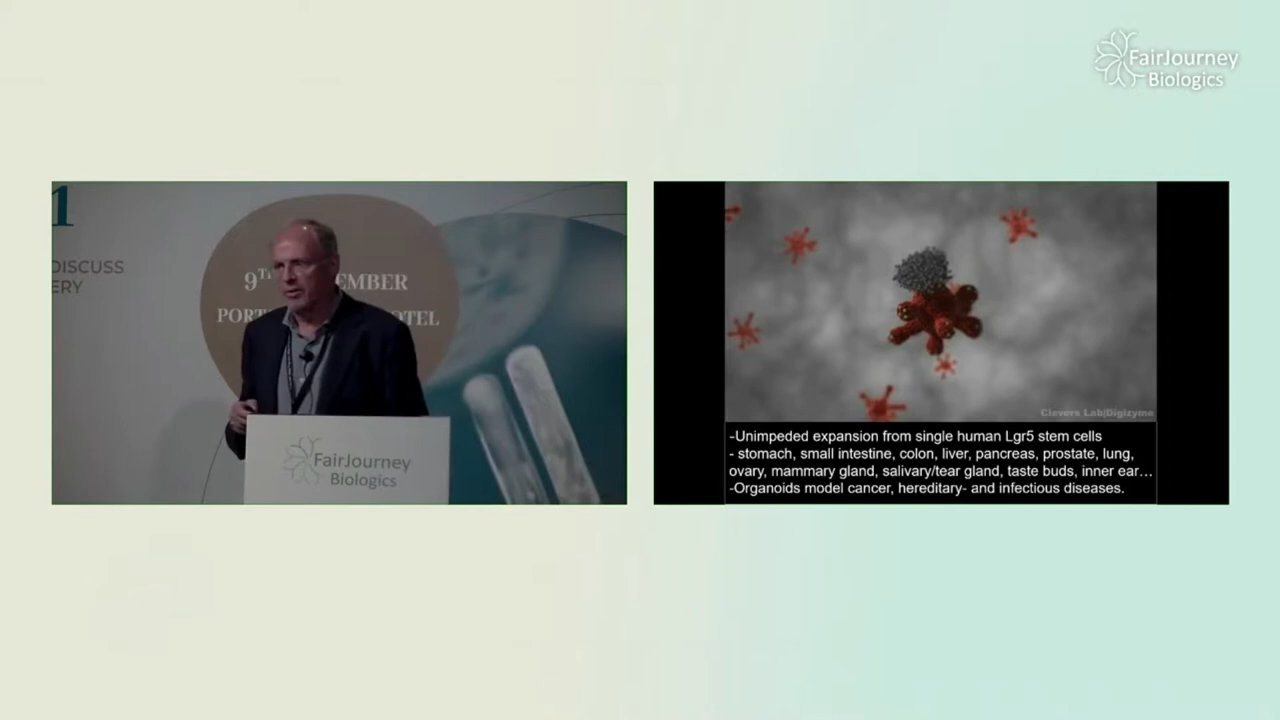 FairJourney
Biologics
1
DISCUSS
ERY
9TH
EMBER
PORT
OTEL
FairJourney
Biologics
Clevers Lab|Digizyme
-Unimpeded expansion from single human Lgr5 stem cells
- stomach, small intestine, colon, liver, pancreas, prostate, lung,
ovary, mammary gland, salivary/tear gland, taste buds, inner ear…
-Organoids model cancer, hereditary- and infectious diseases.